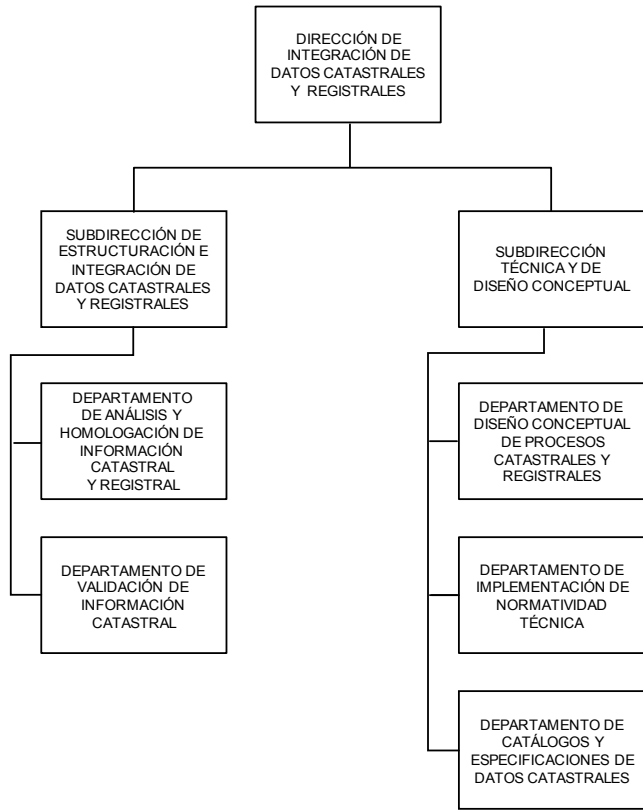 DIRECCIÓN DE
INTEGRACIÓN DE
DATOS CATASTRALES
Y REGISTRALES
SUBDIRECCIÓN DE
ESTRUCTURACIÓN E
INTEGRACIÓN DE
DATOS CATASTRALES
Y REGISTRALES
DEPARTAMENTO
DE ANÁLISIS Y
HOMOLOGACIÓN DE
INFORMACIÓN
CATASTRAL
Y REGISTRAL
DEPARTAMENTO DE
VALIDACIÓN DE
INFORMACIÓN
CATASTRAL
SUBDIRECCIÓN
TÉCNICA Y DE
DISEÑO CONCEPTUAL
DEPARTAMENTO DE
DISEÑO CONCEPTUAL
DE PROCESOS
CATASTRALES Y
REGISTRALES
DEPARTAMENTO DE
IMPLEMENTACIÓN DE
NORMATIVIDAD
TÉCNICA
DEPARTAMENTO DE
CATÁLOGOS Y
ESPECIFICACIONES DE
DATOS CATASTRALES